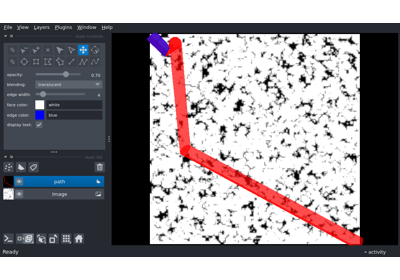 File View Layers Plugins Window Help
opacity: 0.70
blending: translucent
edge width:
face color: white
edge color: blue
display text:
path
Image
Ready
activity